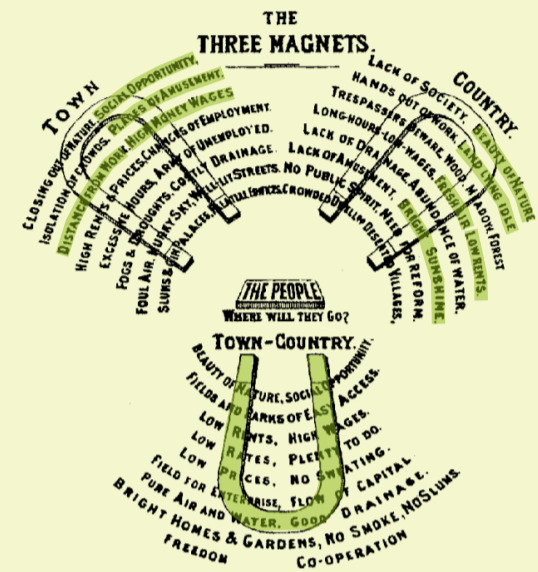 THE
THREE MAGNETS.
TOWN
CLOSING OUT OF NATURE. SOCIAL OPPORTUNITY.
ISOLATION OF CROWDS. PLACES OF AMUSEMENT.
DISTANCE FROM WORK. HIGH MONEY WAGES
HIGH RENTS & PRICES. CHANCES OF EMPLOYMENT.
EXCESSIVE HOURS. ARMY OF UNEMPLOYED.
FOGS & DROUGHTS. COSTLY DRAINAGE.
FOUL AIR. MURKY SKY. WELL-LIT STREETS.
SLUMS & GIN PALACES. EDIFICES.
COUNTRY.
LACK OF SOCIETY. BEAUTY OF NATURE
HANDS OUT OF WORK. LAND LYING IDLE
TRESPASSERS BEWARE. WOOD, MEADOW, FOREST
LONG HOURS-LOW WAGES. FRESH AIR. LOW RENTS.
LACK OF DRAINAGE. ABUNDANCE OF WATER.
LACK OF AMUSEMENT. BRIGHT SUNSHINE.
NO PUBLIC SPIRIT. NEED FOR REFORM.
CROWDED DWELLINGS. DESERTED VILLAGES,
THE PEOPLE
WHERE WILL THEY GO?
TOWN-COUNTRY.
BEAUTY OF NATURE, SOCIAL OPPORTUNITY.
FIELDS AND PARKS OF EASY ACCESS.
LOW RENTS, HIGH WAGES.
LOW RATES, PLENTY TO DO.
LOW PRICES, NO SWEATING.
FIELD FOR ENTERPRISE, FLOW OF CAPITAL
PURE AIR AND WATER, GOOD DRAINAGE.
BRIGHT HOMES & GARDENS, NO SMOKE, NO SLUMS.
FREEDOM CO-OPERATION